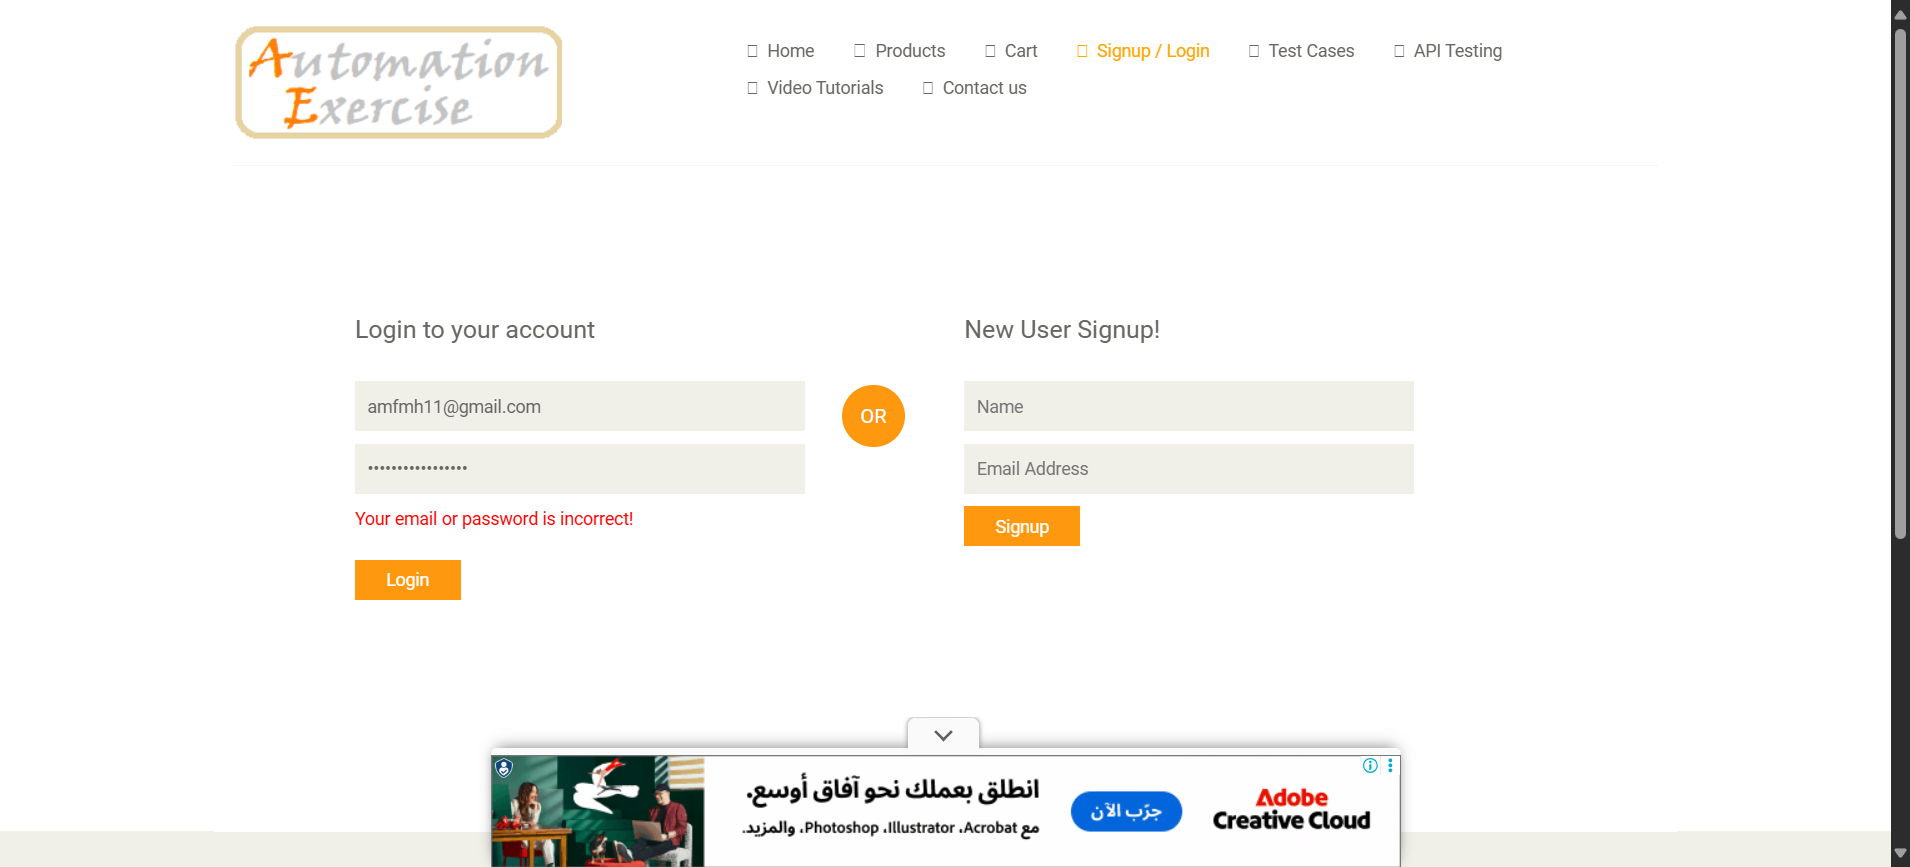 Automation
Exercise
Home Products Cart Signup / Login Test Cases API Testing
Video Tutorials Contact us
Login to your account
amfmh11@gmail.com
•••••••••••••••••
Your email or password is incorrect!
Login
OR
New User Signup!
Name
Email Address
Signup
انطلق بعملك نحو آفاق أوسع.
مع Photoshop ،Illustrator ،Acrobat، والمزيد.
جرّب الآن
Adobe
Creative Cloud